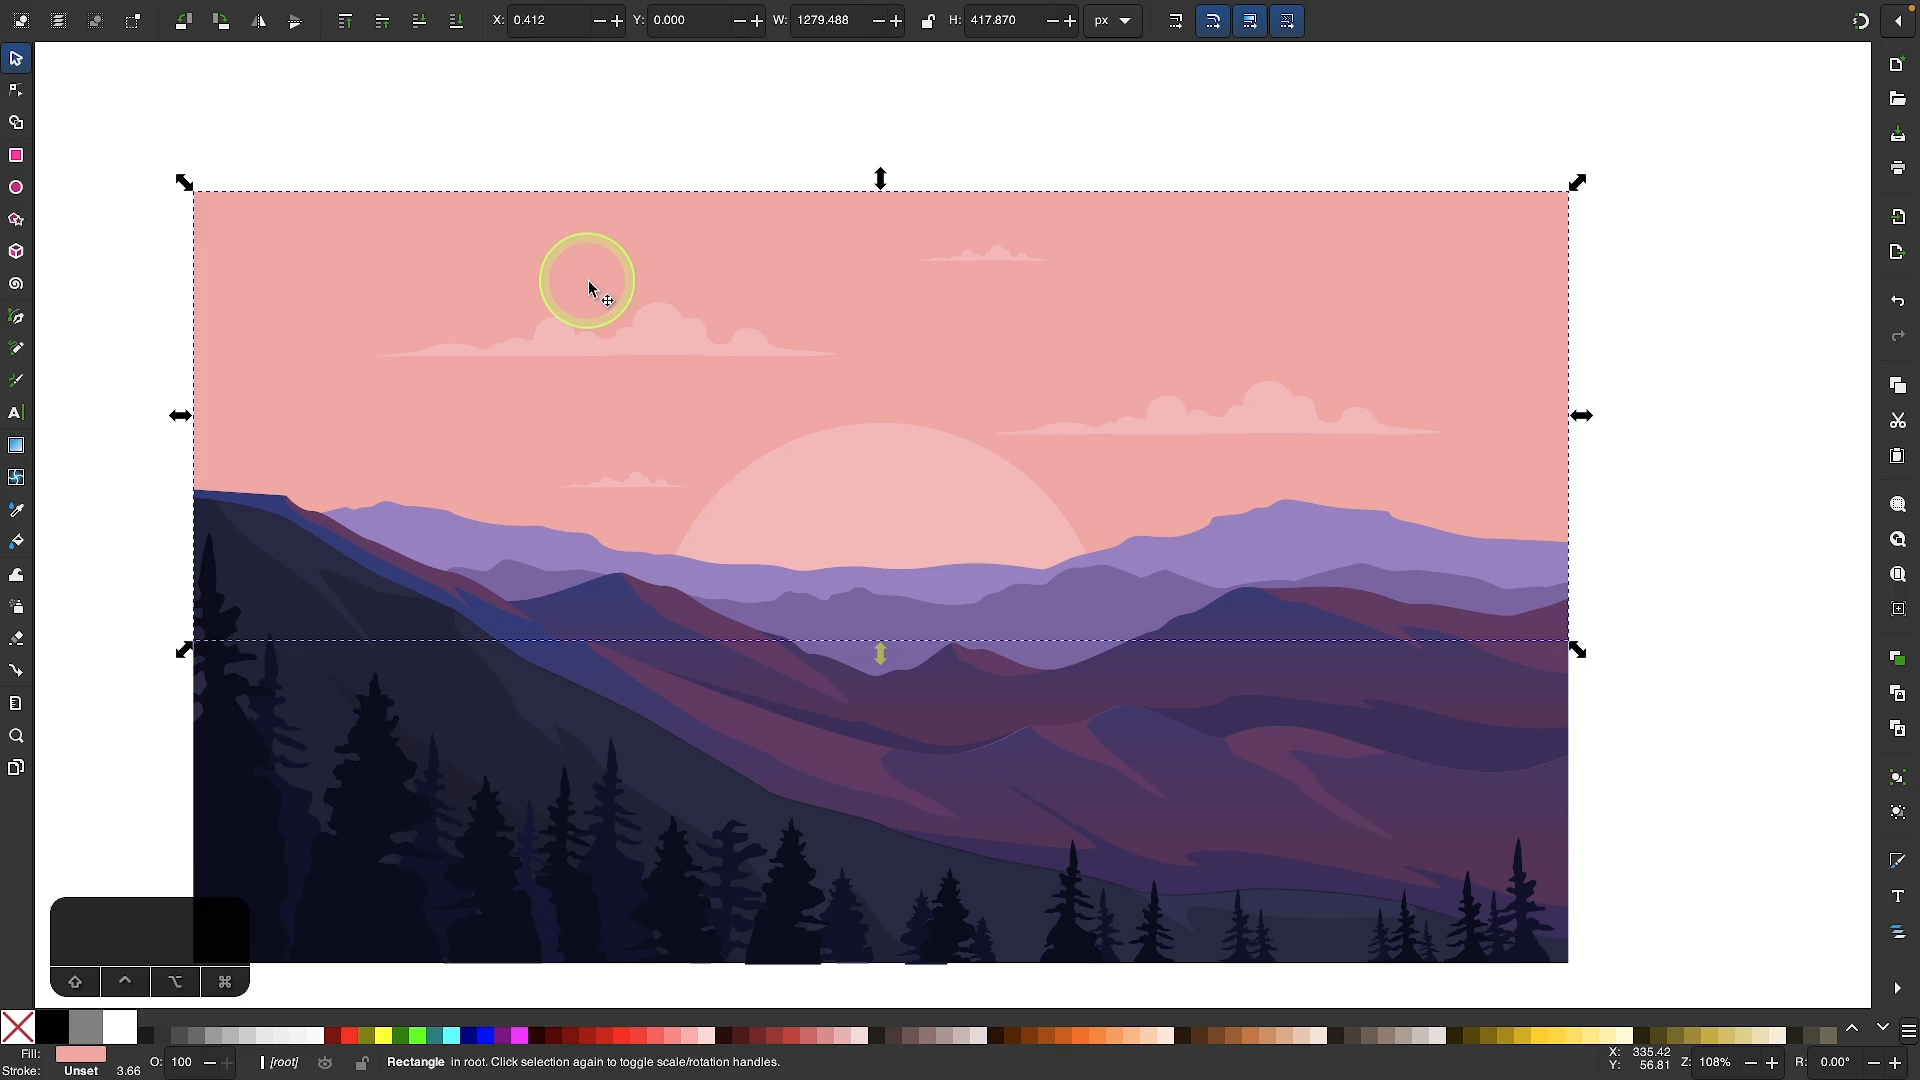 X: 0.412 − + Y: 0.000 − + W: 1279.488 − + H: 417.870 − + px
A
T
⇧ ^ ⌥ ⌘
Fill:
Stroke: Unset 3.66
O: 100 − + [root] Rectangle in root. Click selection again to toggle scale/rotation handles.
X: 335.42
Y: 56.81
Z: 108% − + R: 0.00° − +